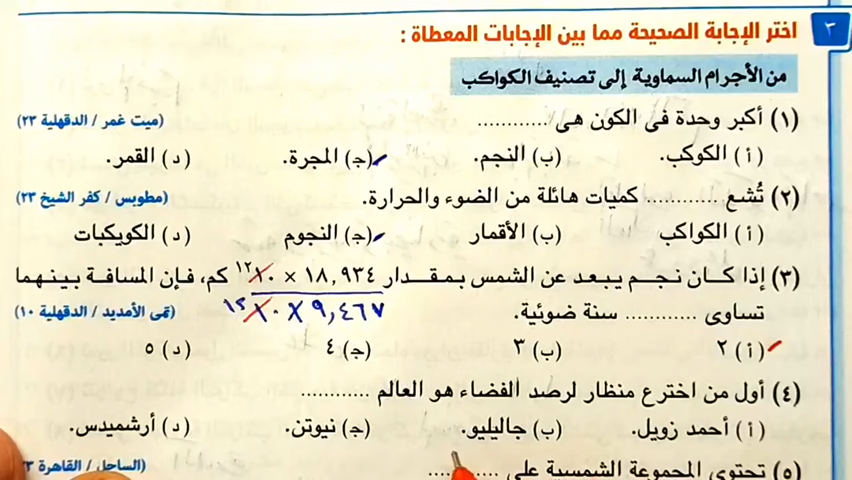 ٣ اختر الإجابة الصحيحة مما بين الإجابات المعطاة :
من الأجرام السماوية إلى تصنيف الكواكب
(١) أكبر وحدة فى الكون هى ........... (ميت غمر / الدقهلية ٢٣)
(أ) الكوكب. (ب) النجم. (جـ) المجرة. (د) القمر.
(٢) تُشع ........... كميات هائلة من الضوء والحرارة. (مطوبس / كفر الشيخ ٢٣)
(أ) الكواكب (ب) الأقمار (جـ) النجوم (د) الكويكبات
(٣) إذا كان نجم يبعد عن الشمس بمقدار ١٨,٩٣٤ × ١٠١٢ كم، فإن المسافة بينهما
٩,٤٦٧ × ١٠١٢
تساوى ........... سنة ضوئية. (تمى الأمديد / الدقهلية ١٠)
(أ) ٢ (ب) ٣ (جـ) ٤ (د) ٥
(٤) أول من اخترع منظار لرصد الفضاء هو العالم ...........
(أ) أحمد زويل. (ب) جاليليو. (جـ) نيوتن. (د) أرشميدس.
(٥) تحتوى المجموعة الشمسية على ........... (الساحل / القاهرة ٢٣